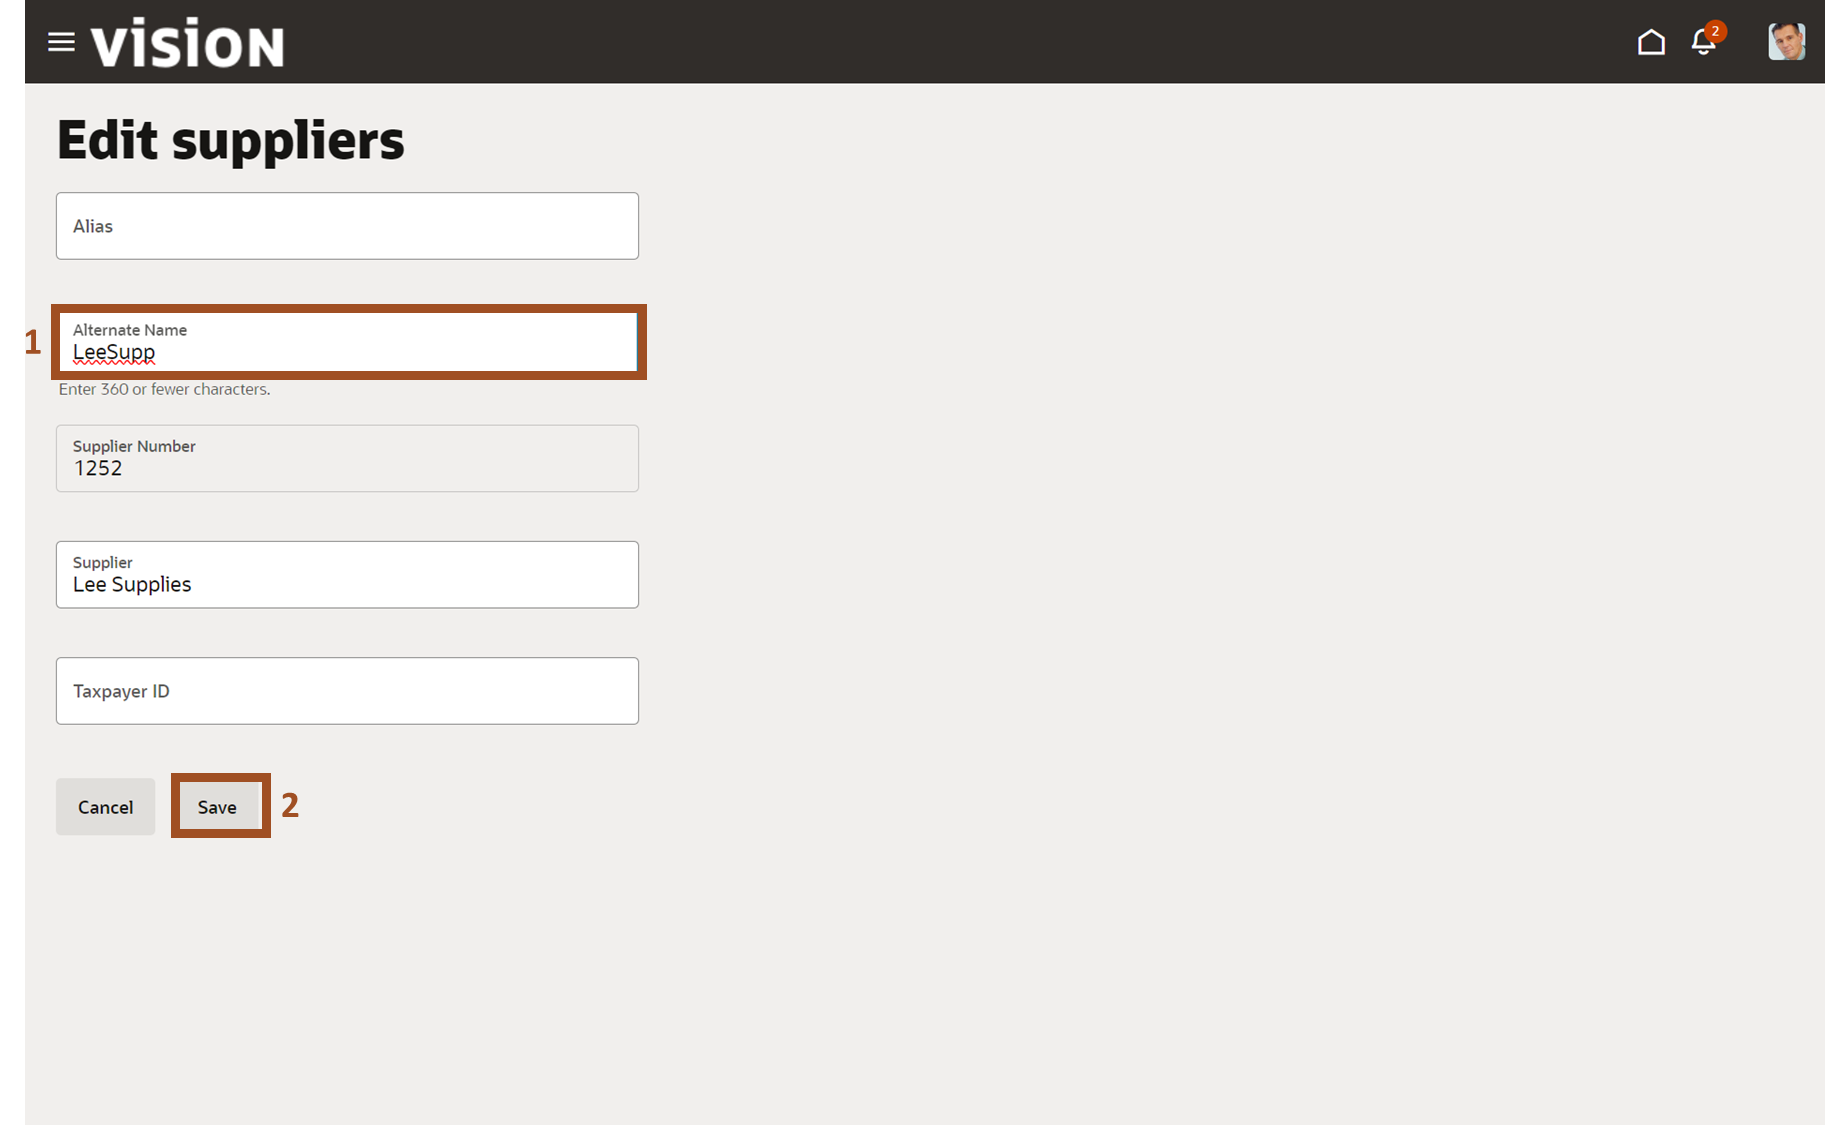 vision
2
Edit suppliers
Alias
1
Alternate Name
LeeSupp
Enter 360 or fewer characters.
Supplier Number
1252
Supplier
Lee Supplies
Taxpayer ID
Cancel
Save
2